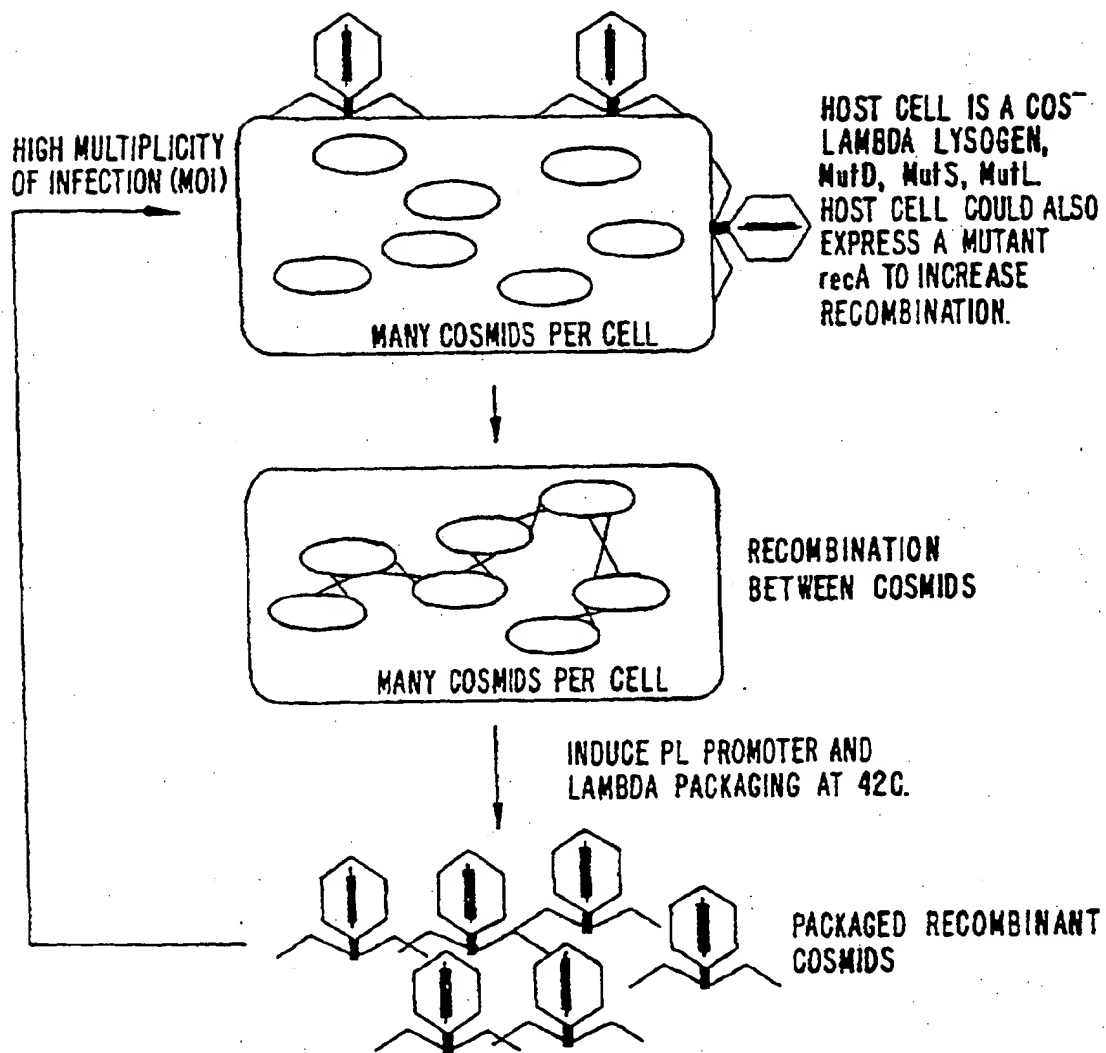 HIGH MULTIPLICITY
OF INFECTION (MOI)
HOST CELL IS A COS⁻
LAMBDA LYSOGEN,
MutD, MutS, MutL.
HOST CELL COULD ALSO
EXPRESS A MUTANT
recA TO INCREASE
RECOMBINATION.
MANY COSMIDS PER CELL
RECOMBINATION
BETWEEN COSMIDS
MANY COSMIDS PER CELL
INDUCE PL PROMOTER AND
LAMBDA PACKAGING AT 42C.
PACKAGED RECOMBINANT
COSMIDS